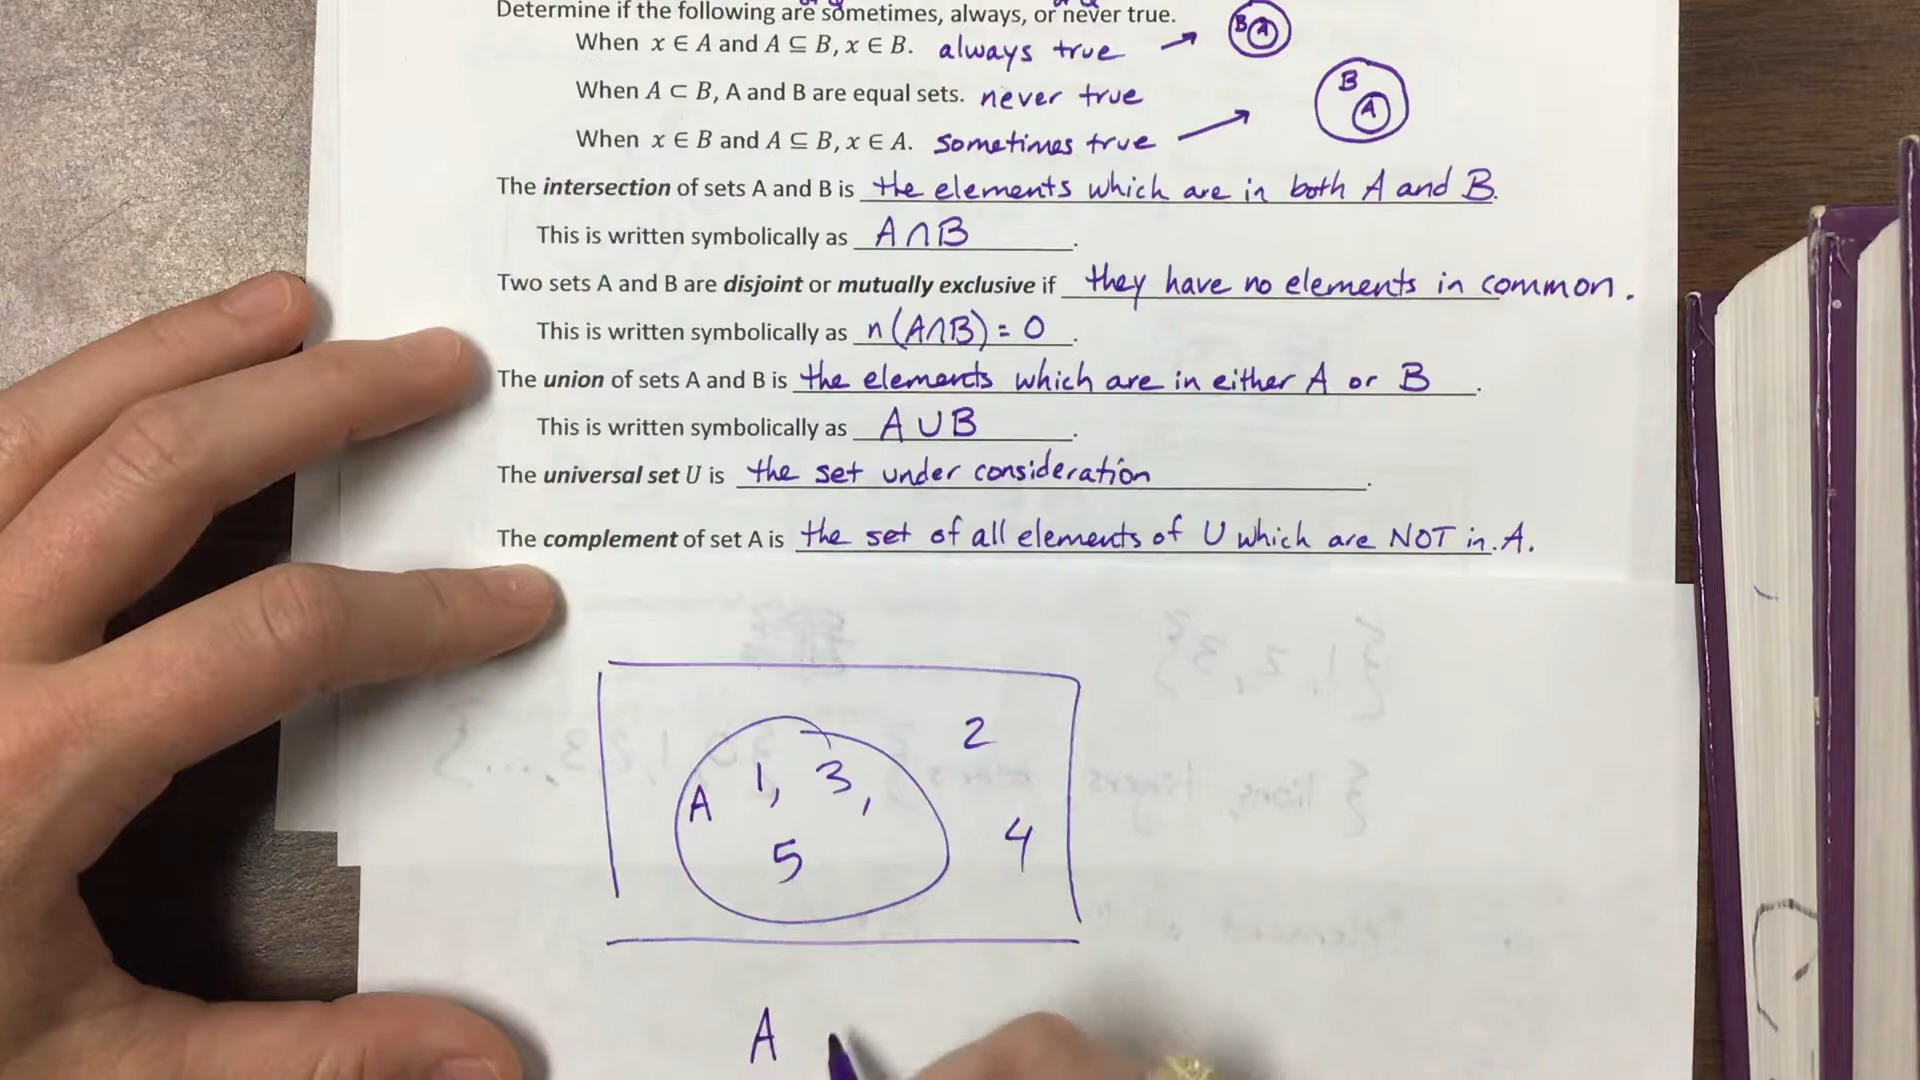 Determine if the following are sometimes, always, or never true.
When x ∈ A and A ⊆ B, x ∈ B. always true → B A
When A ⊂ B, A and B are equal sets. never true
B
A
When x ∈ B and A ⊆ B, x ∈ A. sometimes true →
The intersection of sets A and B is the elements which are in both A and B.
This is written symbolically as A∩B.
Two sets A and B are disjoint or mutually exclusive if they have no elements in common.
This is written symbolically as n(A∩B) = 0.
The union of sets A and B is the elements which are in either A or B.
This is written symbolically as A∪B.
The universal set U is the set under consideration.
The complement of set A is the set of all elements of U which are NOT in A.
{1, 2, 3}
2
1, 3,
A
{lions, tigers
4
5
A